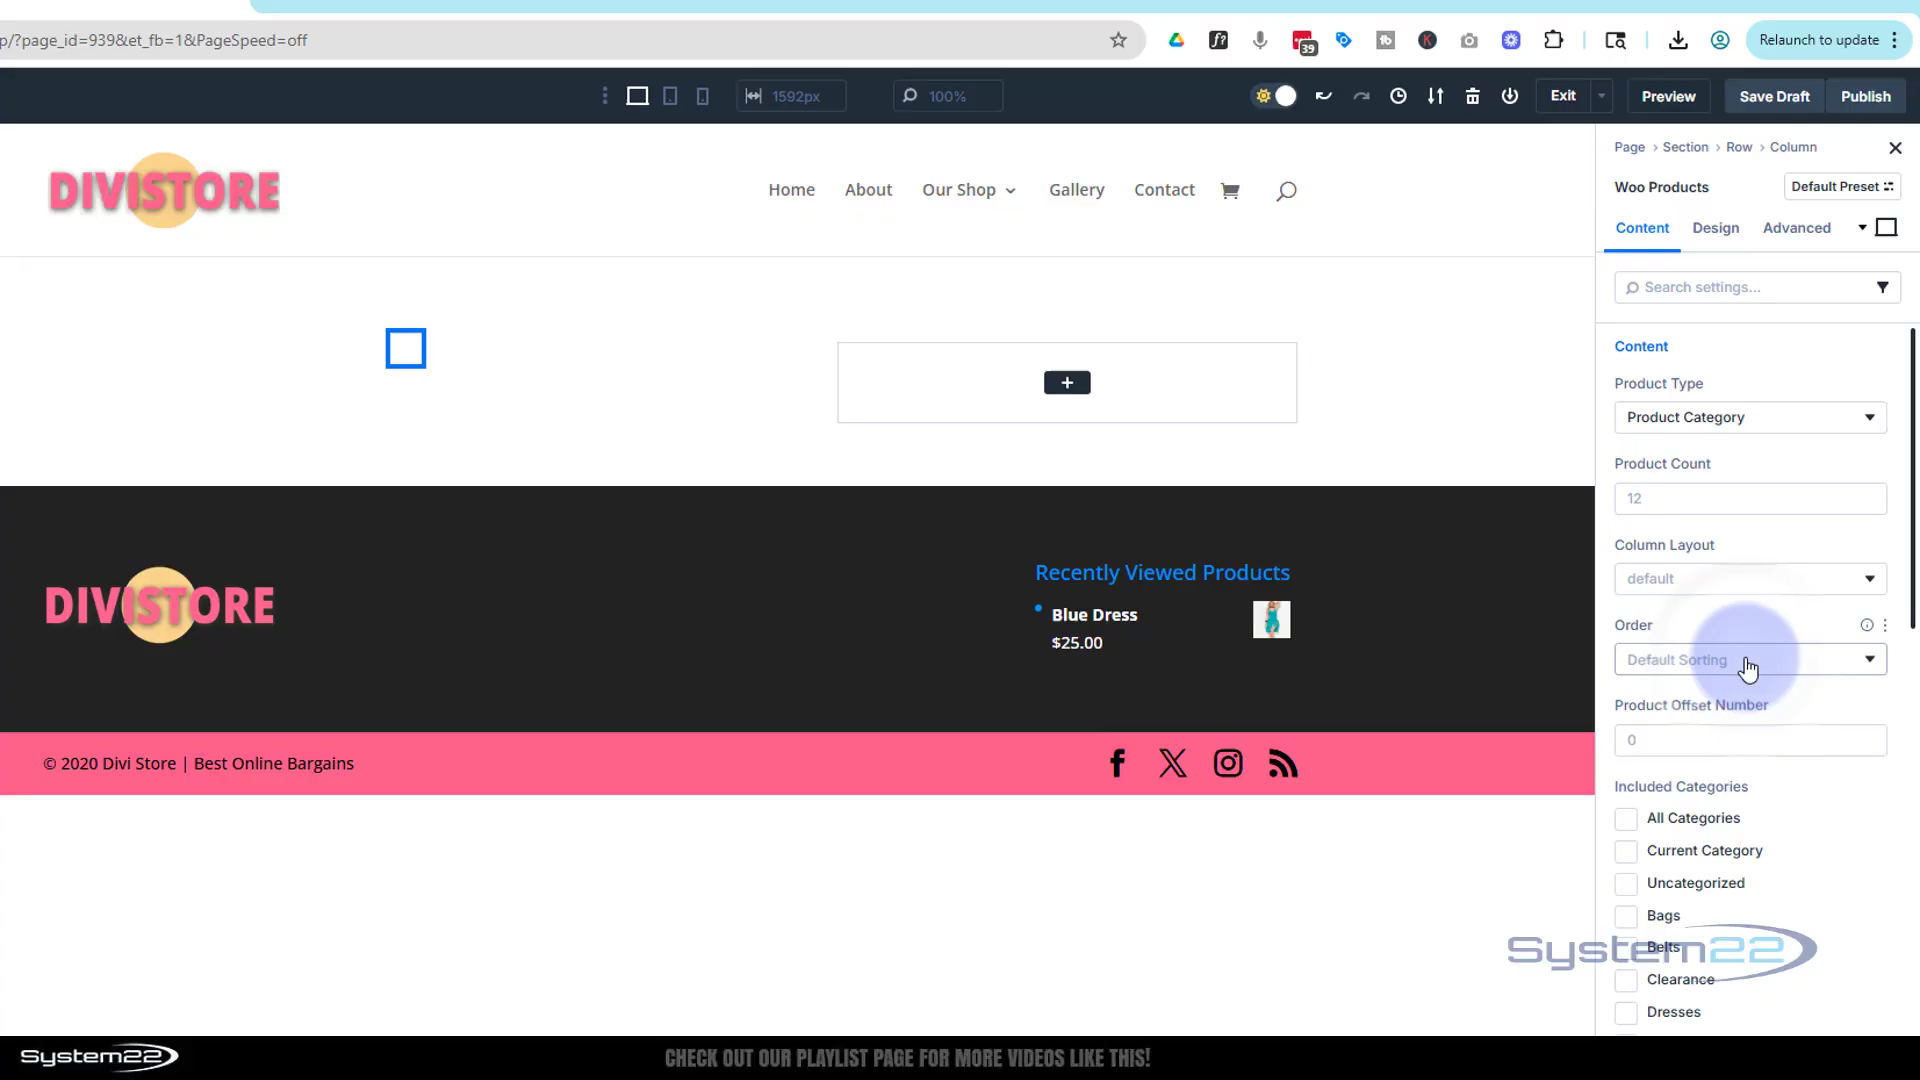 p/?page_id=939&et_fb=1&PageSpeed=off
39
Relaunch to update
1592px
100%
Exit
Preview
Save Draft
Publish
DIVISTORE
Home
About
Our Shop
Gallery
Contact
Page > Section > Row > Column
Woo Products
Default Preset
Content
Design
Advanced
Search settings...
Content
Product Type
Product Category
Product Count
12
Column Layout
default
Order
Default Sorting
Product Offset Number
0
Included Categories
All Categories
Current Category
Uncategorized
Bags
Belts
Clearance
Dresses
DIVISTORE
Recently Viewed Products
Blue Dress
$25.00
© 2020 Divi Store | Best Online Bargains
System22
System22
CHECK OUT OUR PLAYLIST PAGE FOR MORE VIDEOS LIKE THIS!